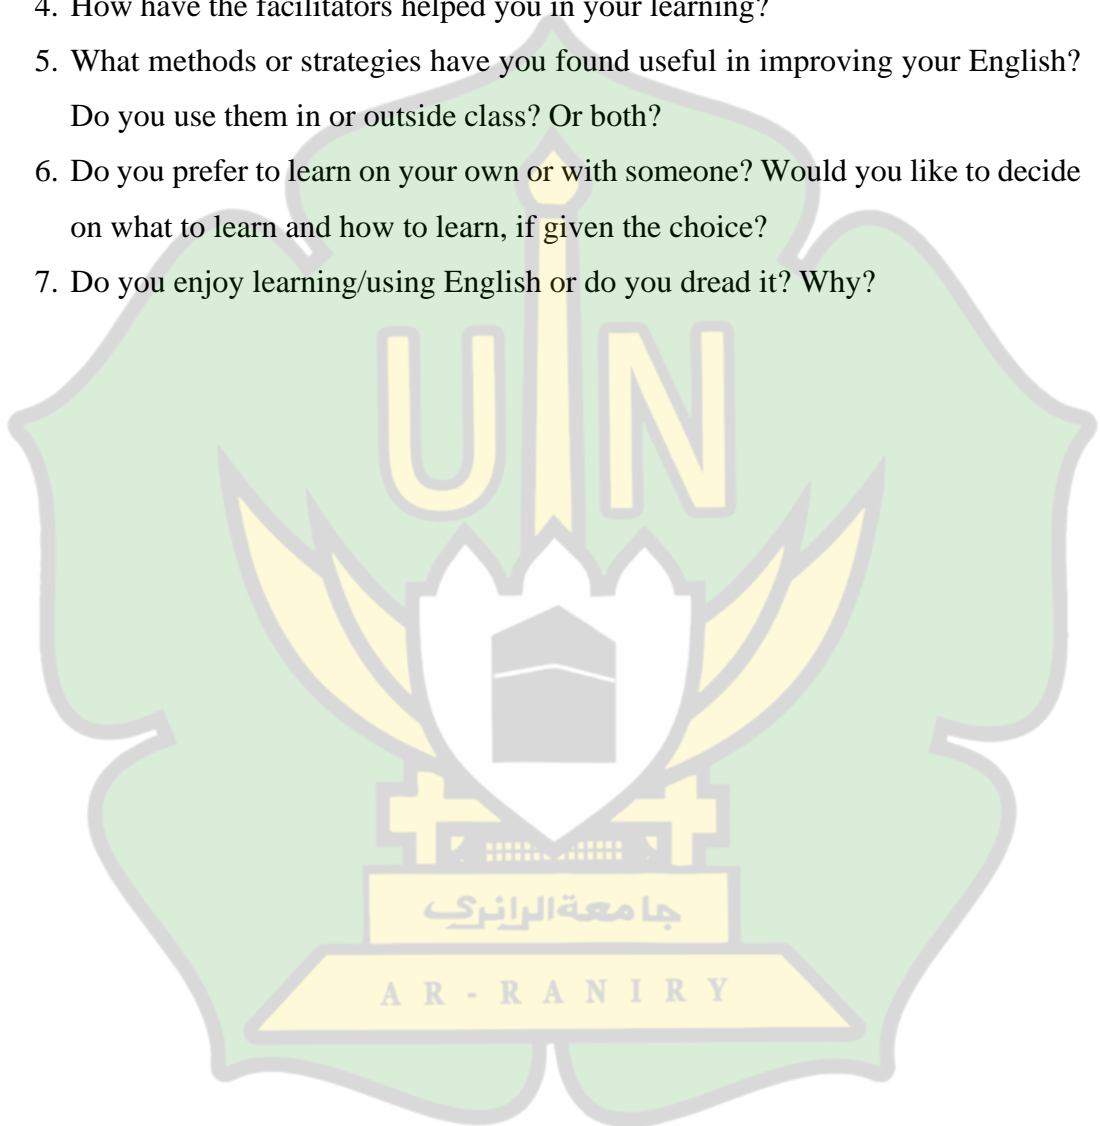 4. How have the facilitators helped you in your learning?
5. What methods or strategies have you found useful in improving your English?
Do you use them in or outside class? Or both?
6. Do you prefer to learn on your own or with someone? Would you like to decide
on what to learn and how to learn, if given the choice?
7. Do you enjoy learning/using English or do you dread it? Why?
UIN
جامعة الرانري
AR-RANIRY